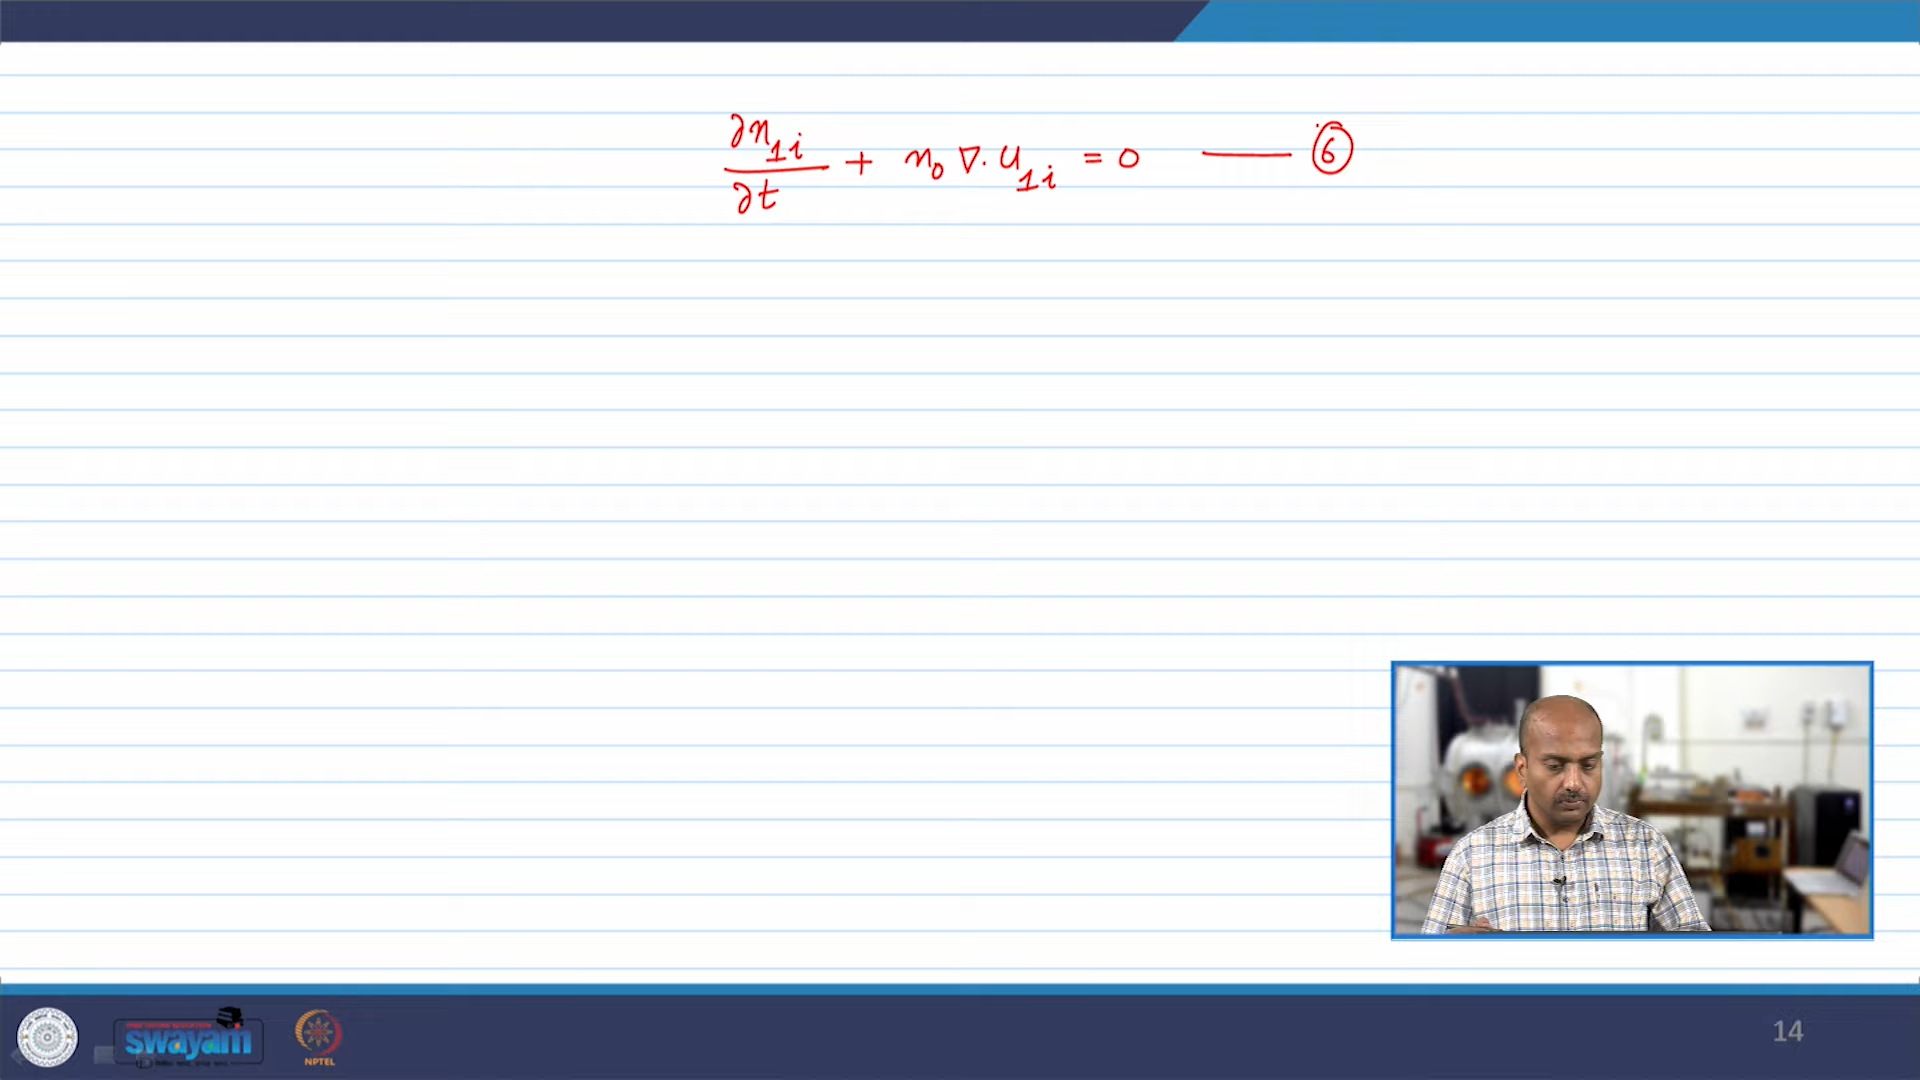 ∂n₁ᵢ/∂t + n₀ ∇·u₁ᵢ = 0 —— ⑥
swayam
NPTEL
14